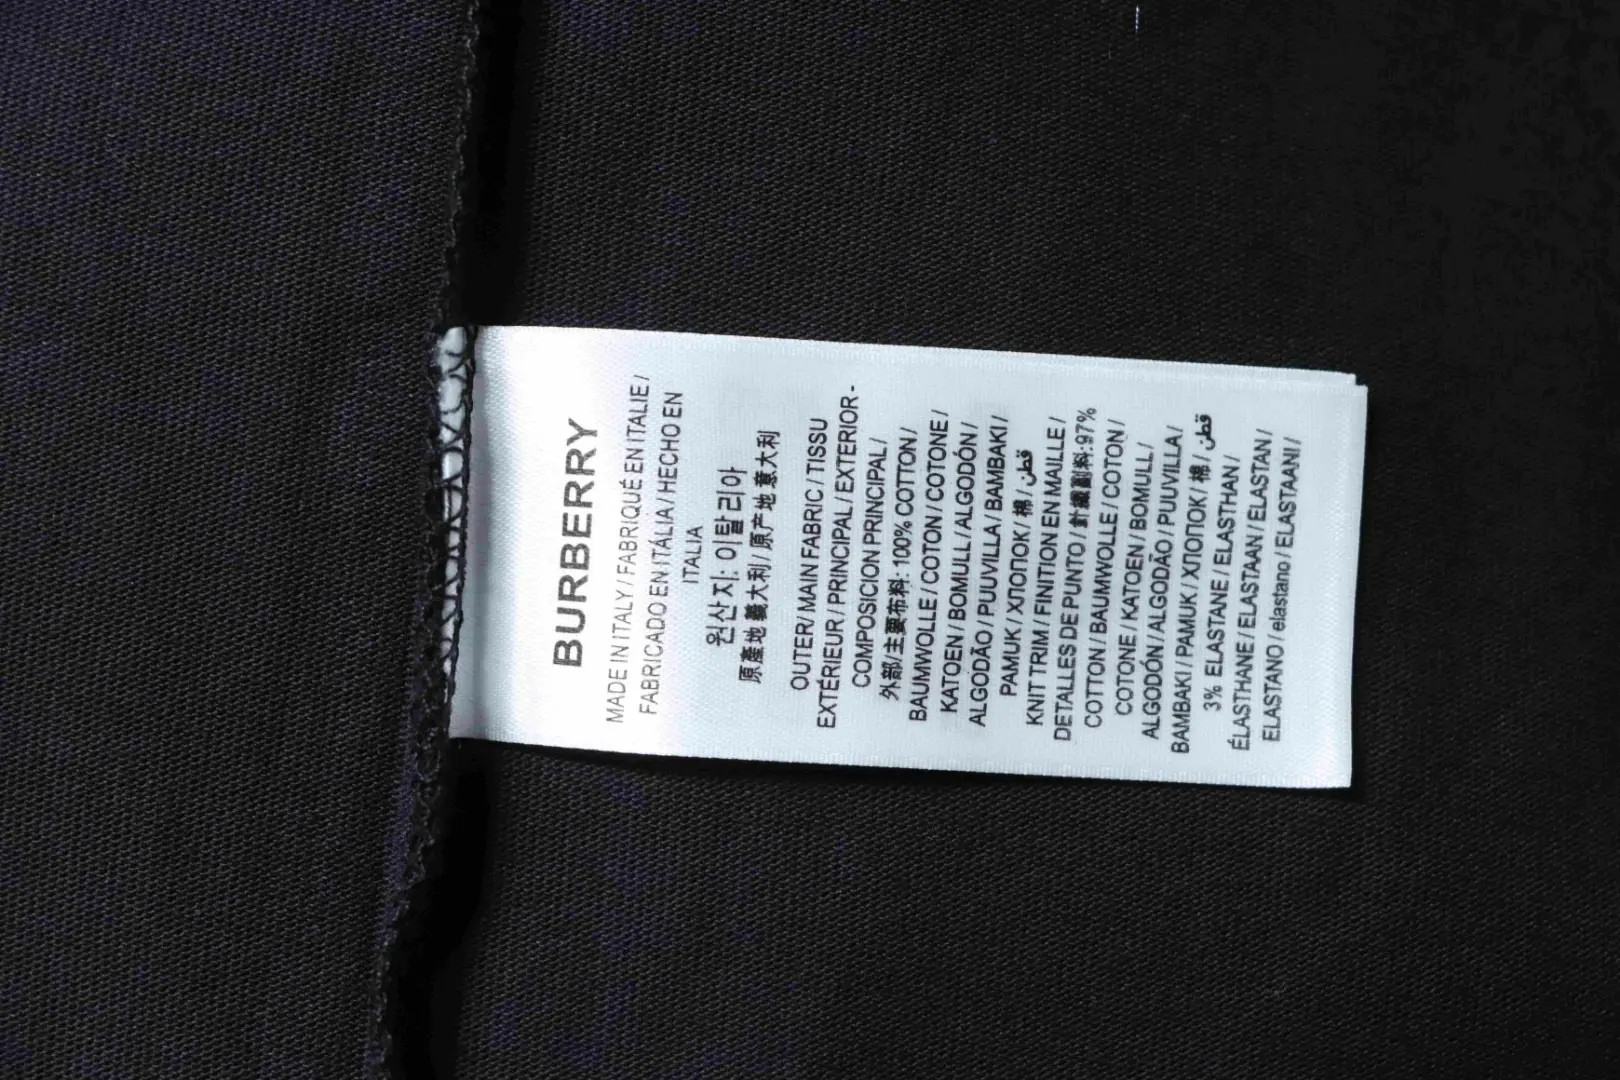 BURBERRY
MADE IN ITALY / FABRIQUÉ EN ITALIE /
FABRICADO EN ITÁLIA / HECHO EN
ITALIA
원산지: 이탈리아
原產地 義大利 / 原产地 意大利
OUTER / MAIN FABRIC / TISSU
EXTÉRIEUR / PRINCIPAL / EXTERIOR -
COMPOSICION PRINCIPAL /
外部/主要布料: 100% COTTON /
BAUMWOLLE / COTON / COTONE /
KATOEN / BOMULL / ALGODÓN /
ALGODÃO / PUUVILLA / BAMBAKI /
PAMUK / ХЛОПОК / 棉 / قطن
KNIT TRIM / FINITION EN MAILLE /
DETALLES DE PUNTO / 針織副料:97%
COTTON / BAUMWOLLE / COTON /
COTONE / KATOEN / BOMULL /
ALGODÓN / ALGODÃO / PUUVILLA /
BAMBAKI / PAMUK / ХЛОПОК / 棉 / قطن
3% ELASTANE / ELASTHAN /
ÉLASTHANE / ELASTAAN / ELASTAN /
ELASTANO / elastano / ELASTAANI /